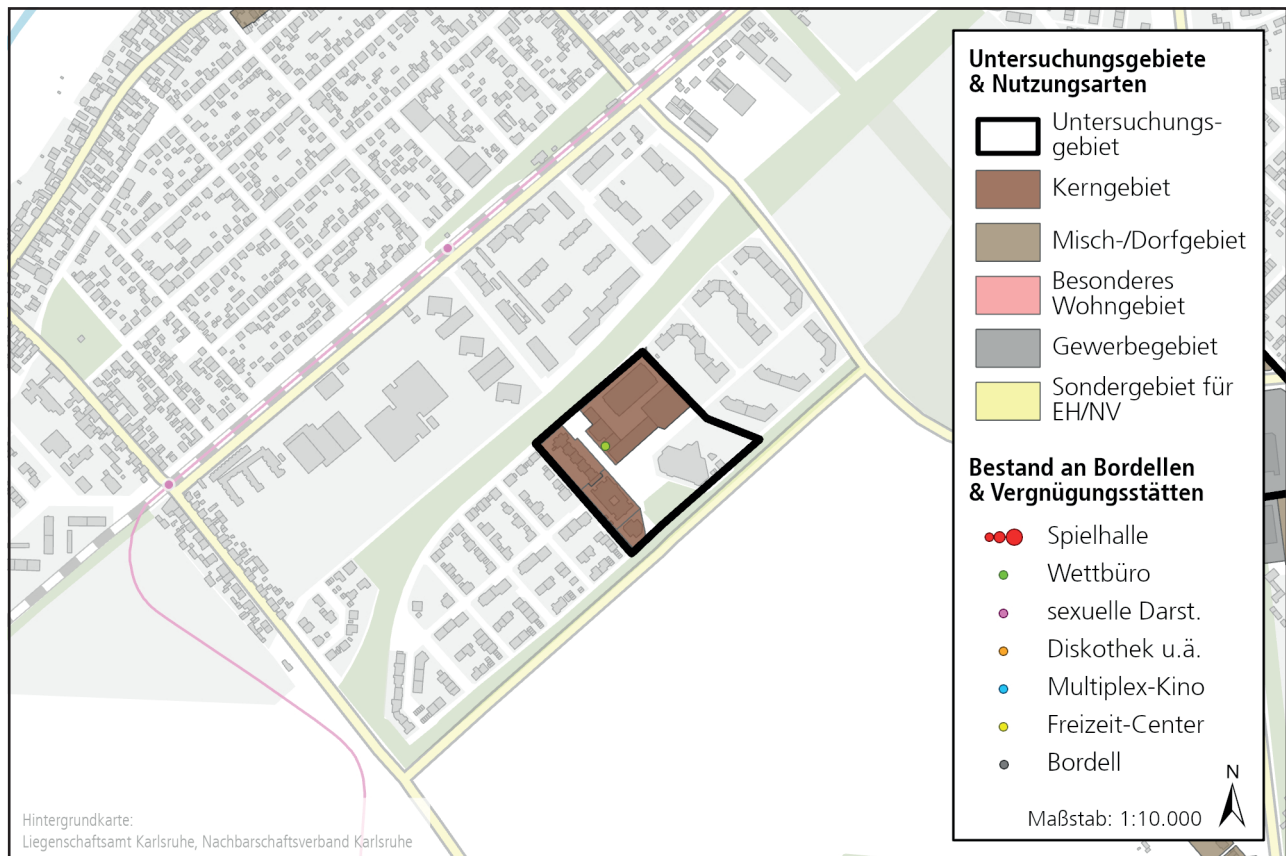 Untersuchungsgebiete
& Nutzungsarten
Untersuchungs-
gebiet
Kerngebiet
Misch-/Dorfgebiet
Besonderes
Wohngebiet
Gewerbegebiet
Sondergebiet für
EH/NV
Bestand an Bordellen
& Vergnügungsstätten
Spielhalle
Wettbüro
sexuelle Darst.
Diskothek u.ä.
Multiplex-Kino
Freizeit-Center
Bordell
N
Maßstab: 1:10.000
Hintergrundkarte:
Liegenschaftsamt Karlsruhe, Nachbarschaftsverband Karlsruhe